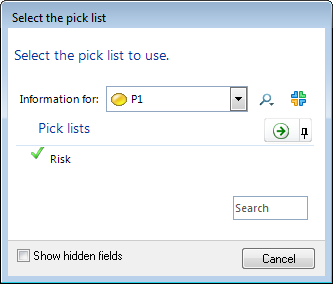 Select the pick list
Select the pick list to use.
Information for: P1
Pick lists
Risk
Search
Show hidden fields
Cancel